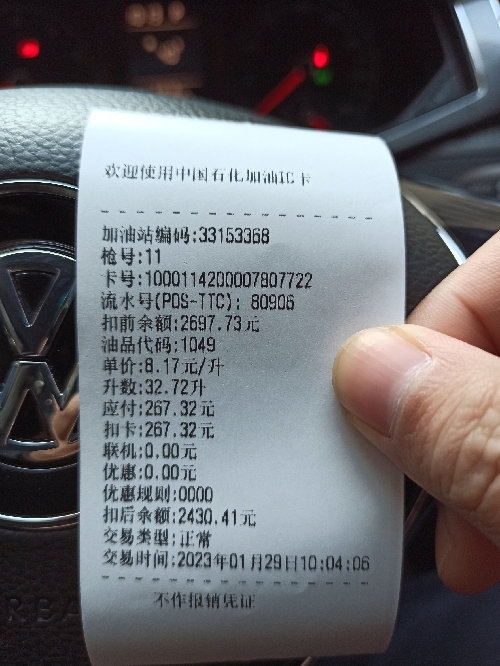 欢迎使用中国石化加油IC卡
加油站编码:33153368
枪号:11
卡号:1000114200007807722
流水号(POS-TTC): 80906
扣前余额:2697.73元
油品代码:1049
单价:8.17元/升
升数:32.72升
应付:267.32元
扣卡:267.32元
联机:0.00元
优惠:0.00元
优惠规则:0000
扣后余额:2430.41元
交易类型:正常
交易时间:2023年01月29日10:04:06
不作报销凭证